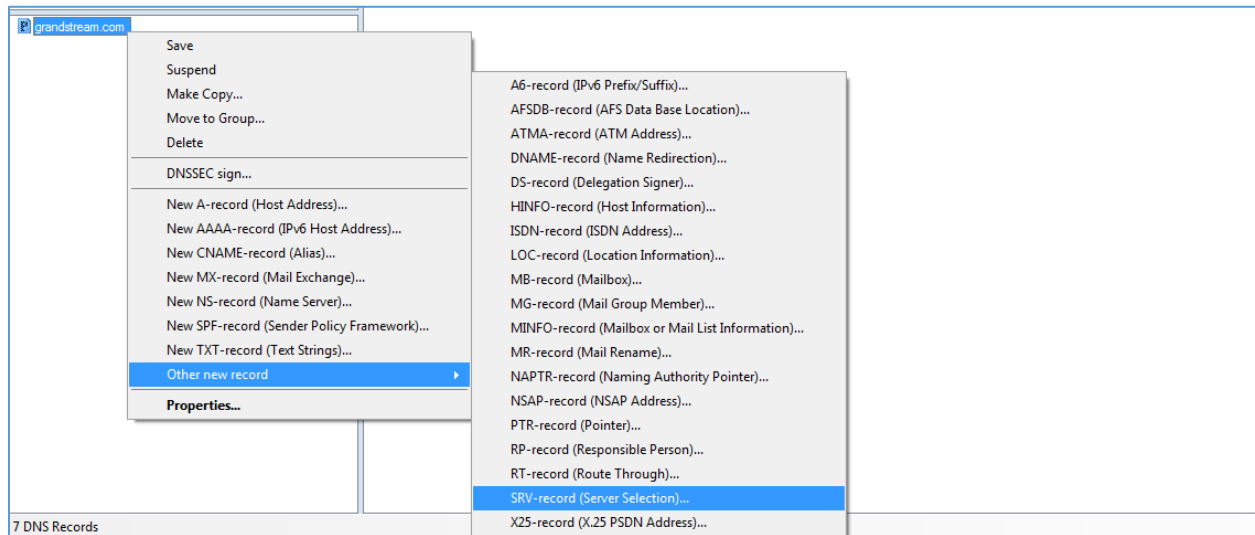 grandstream.com
Save
Suspend
Make Copy...
Move to Group...
Delete
DNSSEC sign...
New A-record (Host Address)...
New AAAA-record (IPv6 Host Address)...
New CNAME-record (Alias)...
New MX-record (Mail Exchange)...
New NS-record (Name Server)...
New SPF-record (Sender Policy Framework)...
New TXT-record (Text Strings)...
Other new record
Properties...
A6-record (IPv6 Prefix/Suffix)...
AFSDB-record (AFS Data Base Location)...
ATMA-record (ATM Address)...
DNAME-record (Name Redirection)...
DS-record (Delegation Signer)...
HINFO-record (Host Information)...
ISDN-record (ISDN Address)...
LOC-record (Location Information)...
MB-record (Mailbox)...
MG-record (Mail Group Member)...
MINFO-record (Mailbox or Mail List Information)...
MR-record (Mail Rename)...
NAPTR-record (Naming Authority Pointer)...
NSAP-record (NSAP Address)...
PTR-record (Pointer)...
RP-record (Responsible Person)...
RT-record (Route Through)...
SRV-record (Server Selection)...
X25-record (X.25 PSDN Address)...
7 DNS Records